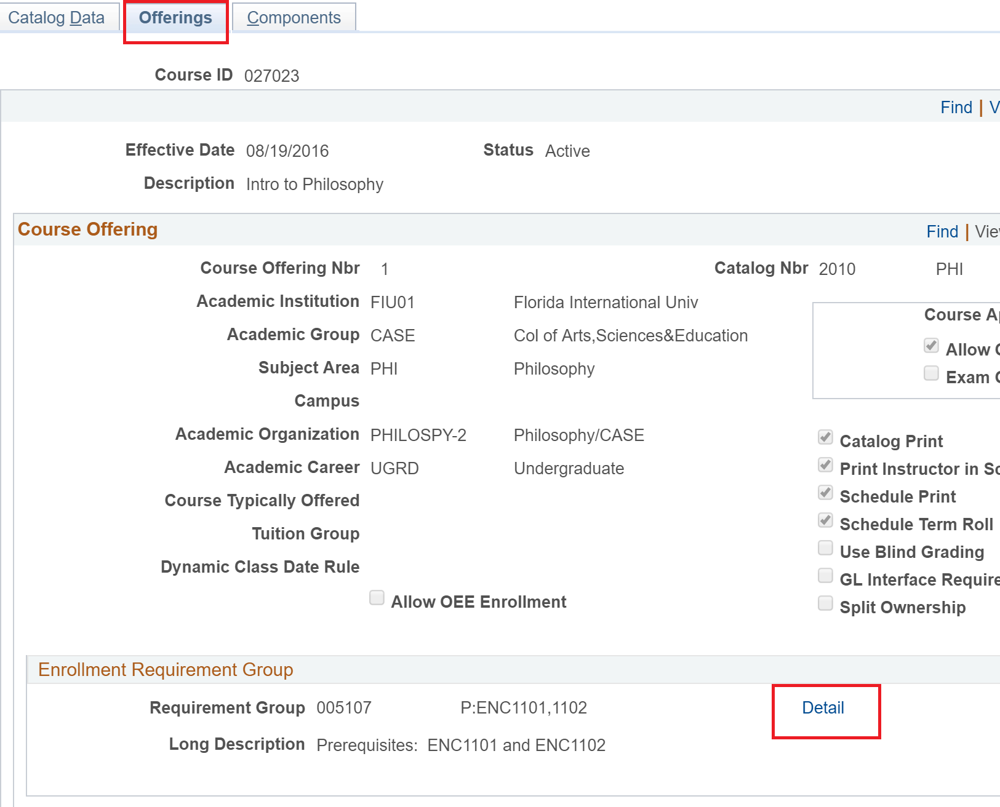 Catalog Data Offerings Components
Course ID 027023
Find | V
Effective Date 08/19/2016 Status Active
Description Intro to Philosophy
Course Offering Find | Vie
Course Offering Nbr 1 Catalog Nbr 2010 PHI
Academic Institution FIU01 Florida International Univ
Course Ap
Academic Group CASE Col of Arts,Sciences&Education
Allow
Subject Area PHI Philosophy
Exam
Campus
Academic Organization PHILOSPY-2 Philosophy/CASE
Catalog Print
Academic Career UGRD Undergraduate
Print Instructor in Sc
Course Typically Offered
Schedule Print
Tuition Group
Schedule Term Roll
Dynamic Class Date Rule
Use Blind Grading
GL Interface Require
Allow OEE Enrollment
Split Ownership
Enrollment Requirement Group
Requirement Group 005107 P:ENC1101,1102 Detail
Long Description Prerequisites: ENC1101 and ENC1102